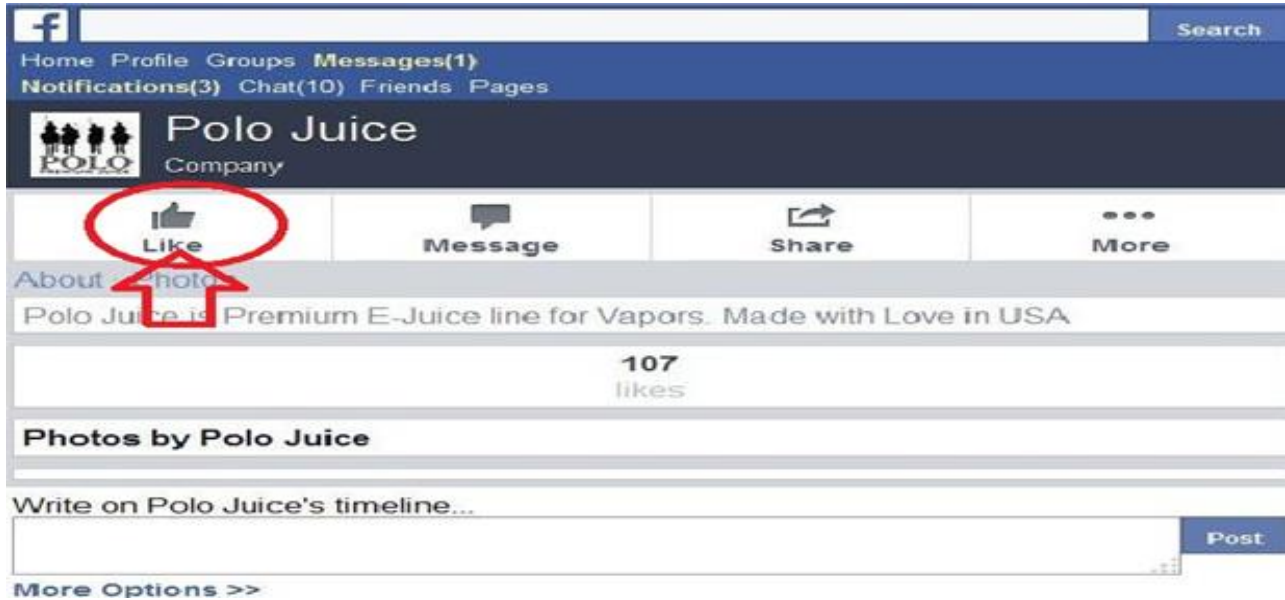 f
Search
Home Profile Groups Messages(1)
Notifications(3) Chat(10) Friends Pages
POLO
Polo Juice
Company
Like Message Share More
About Photos
Polo Juice is Premium E-Juice line for Vapors. Made with Love in USA
107
likes
Photos by Polo Juice
Write on Polo Juice's timeline...
Post
More Options >>